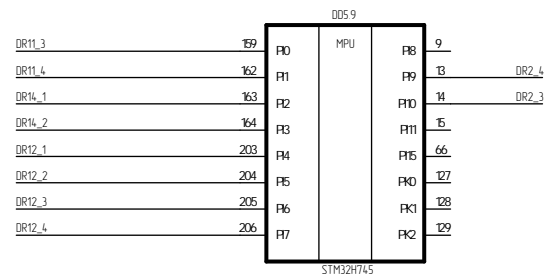 DD5.9
DR11_3 159 PI0 MPU PI8 9
DR11_4 162 PI1 PI9 13 DR2_4
DR14_1 163 PI2 PI10 14 DR2_3
DR14_2 164 PI3 PI11 15
DR12_1 203 PI4 PI15 66
DR12_2 204 PI5 PK0 127
DR12_3 205 PI6 PK1 128
DR12_4 206 PI7 PK2 129
STM32H745